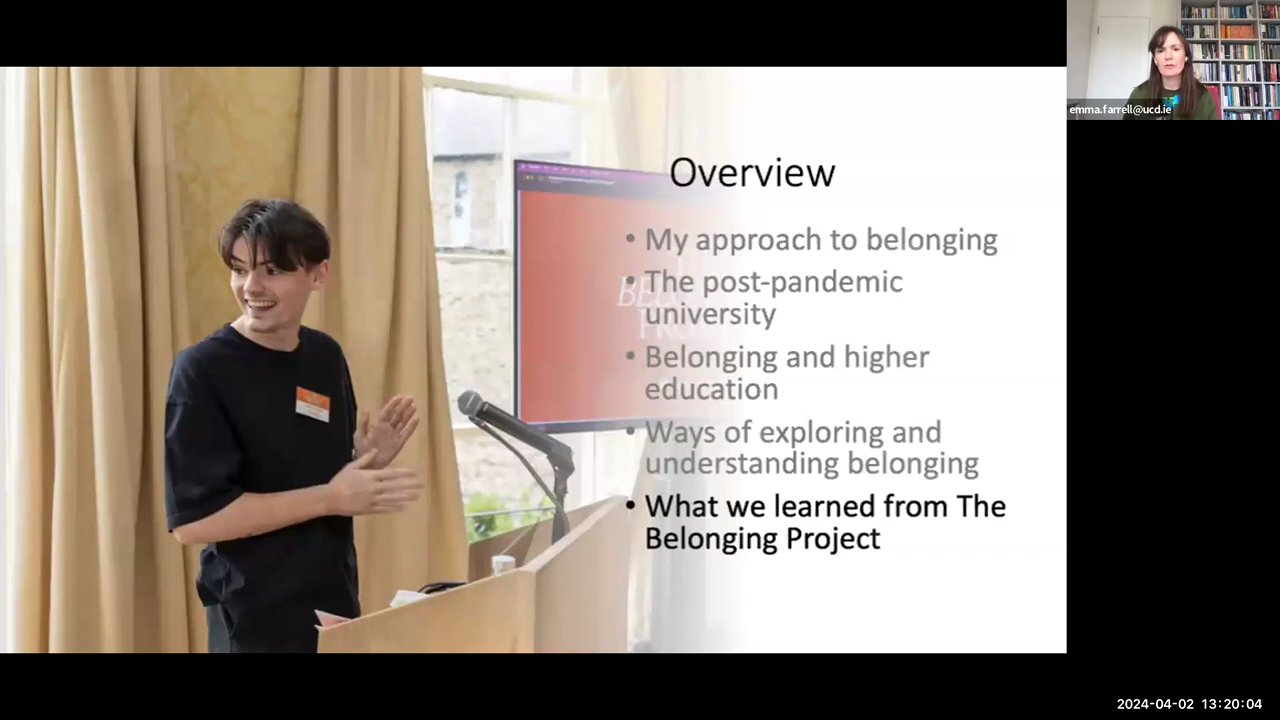 emma.farrell@ucd.ie
Overview
• My approach to belonging
• The post-pandemic
university
• Belonging and higher
education
• Ways of exploring and
understanding belonging
• What we learned from The
Belonging Project
2024-04-02 13:20:04